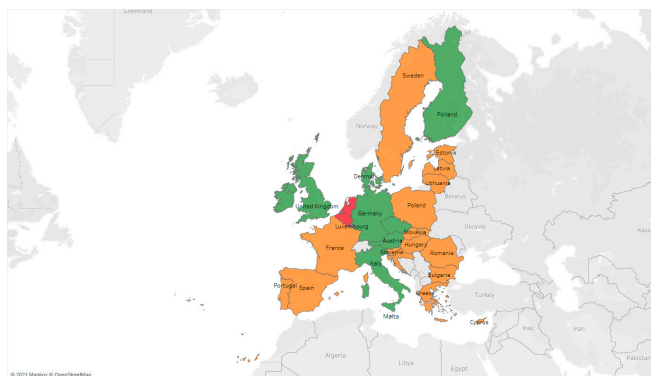 Greenland
Sweden
Finland
Norway
Estonia
Latvia
Denmark
Lithuania
Belarus
United Kingdom
Poland
Germany
Ukraine
Luxembourg
Slovakia
Kaza
Austria
Hungary
France
Slovenia
Romania
Italy
Bulgaria
Portugal
Spain
Greece
Turkey
Malta
Cyprus
Iraq
Iran
Algeria
Libya
Egypt
Pakistan
© 2021 Mapbox © OpenStreetMap